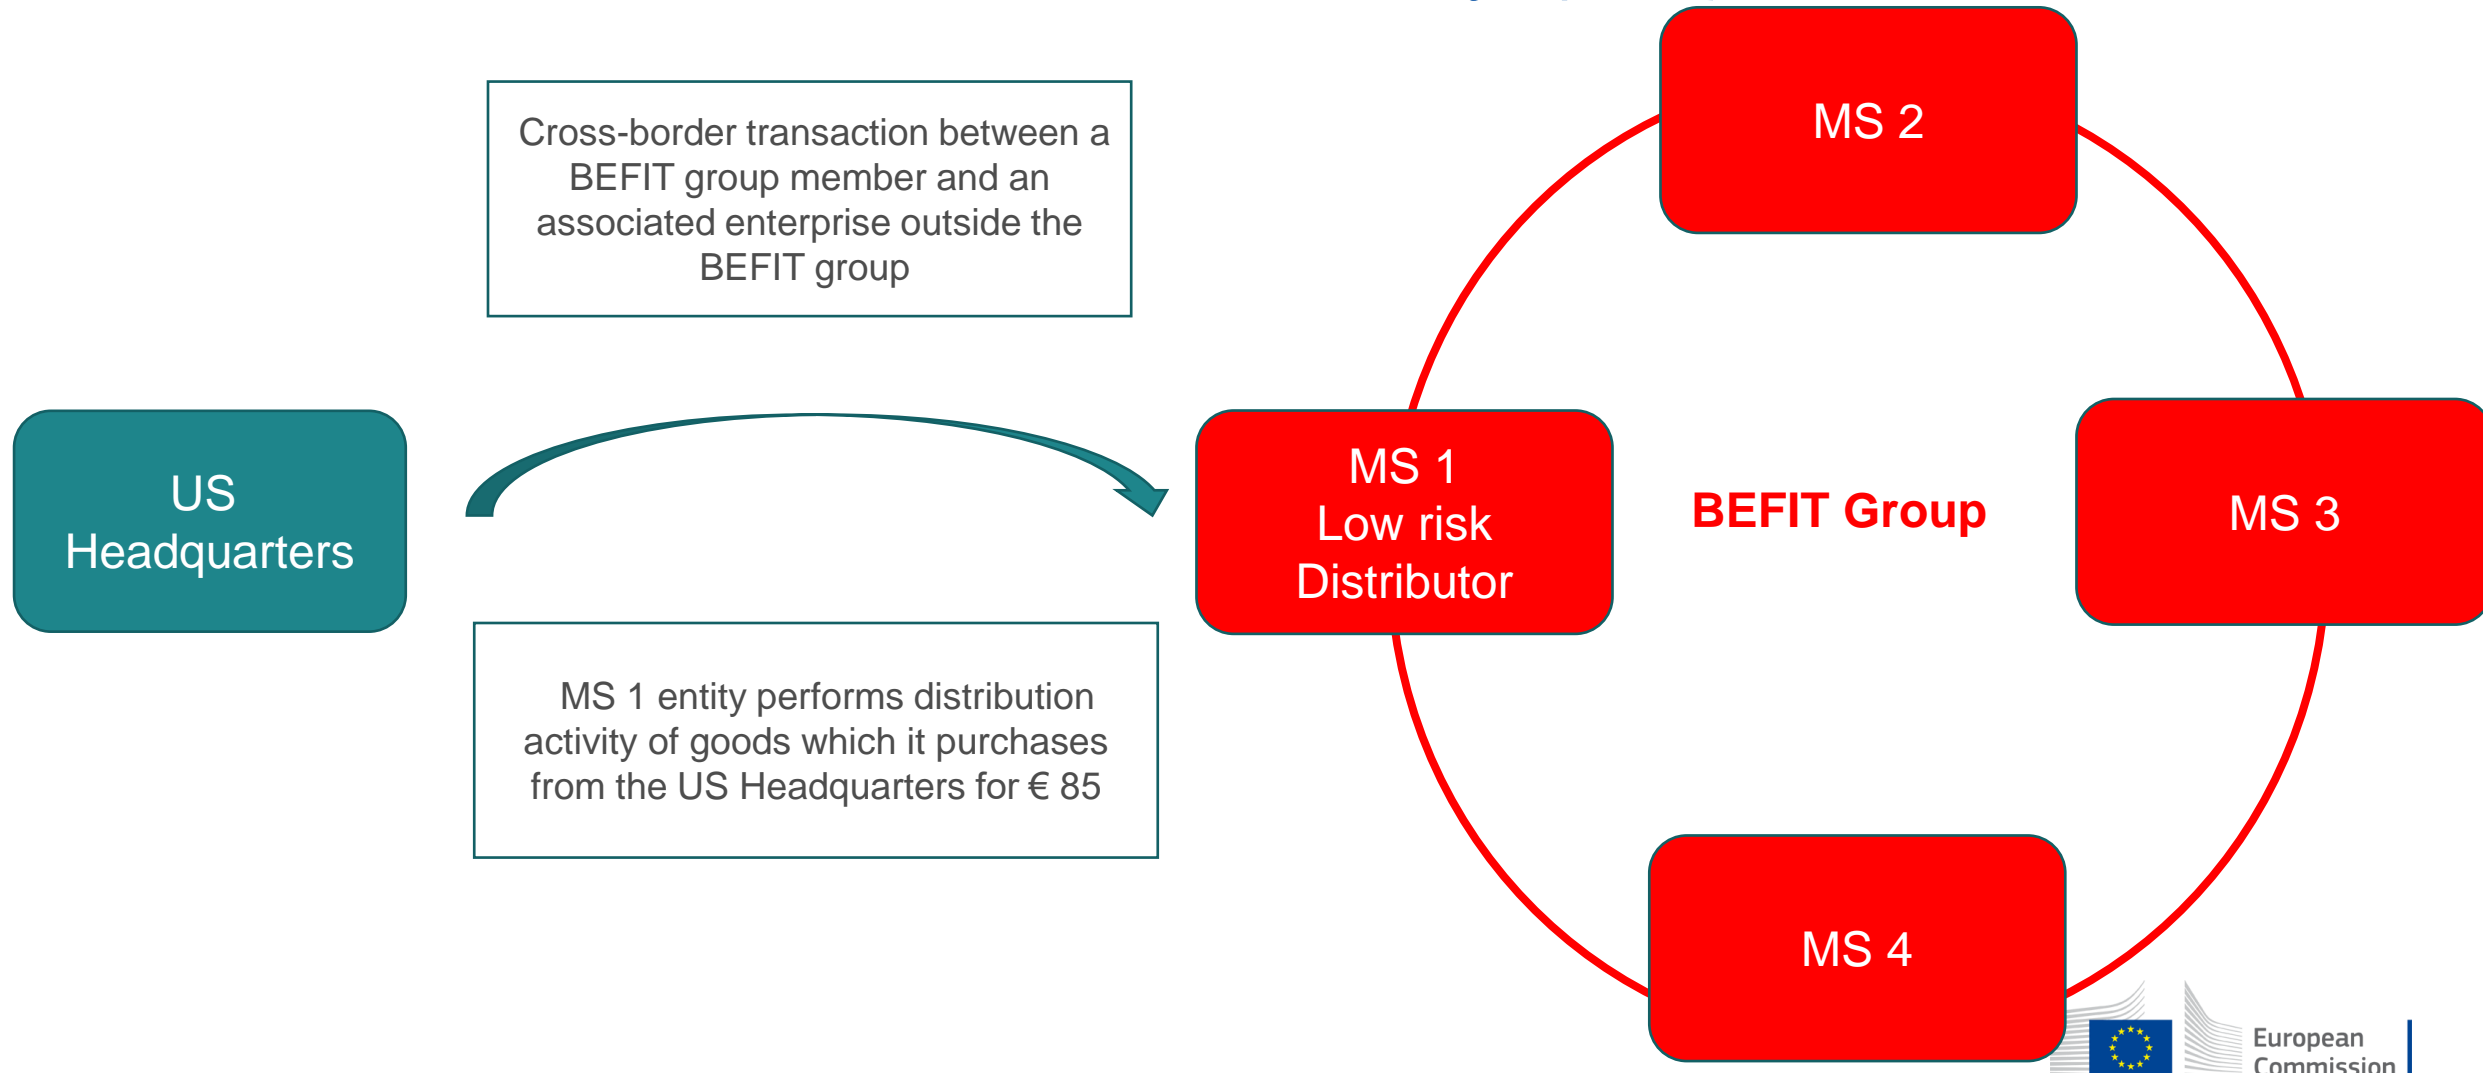 Cross-border transaction between a
BEFIT group member and an
associated enterprise outside the
BEFIT group
MS 2
US
Headquarters
MS 1
Low risk
Distributor
BEFIT Group
MS 3
MS 1 entity performs distribution
activity of goods which it purchases
from the US Headquarters for € 85
MS 4
European
Commission